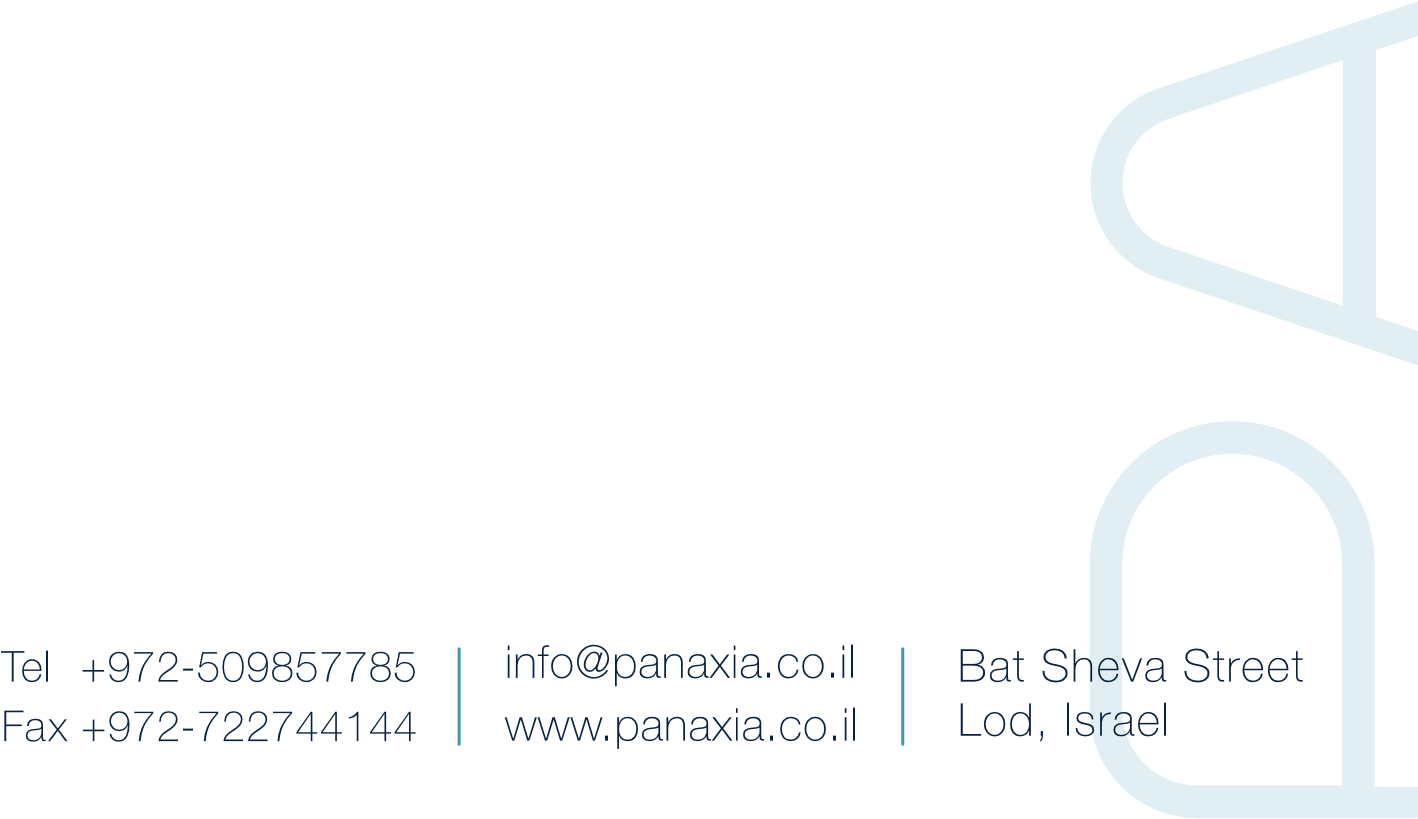 PA
Tel +972-509857785
Fax +972-722744144
info@panaxia.co.il
www.panaxia.co.il
Bat Sheva Street
Lod, Israel